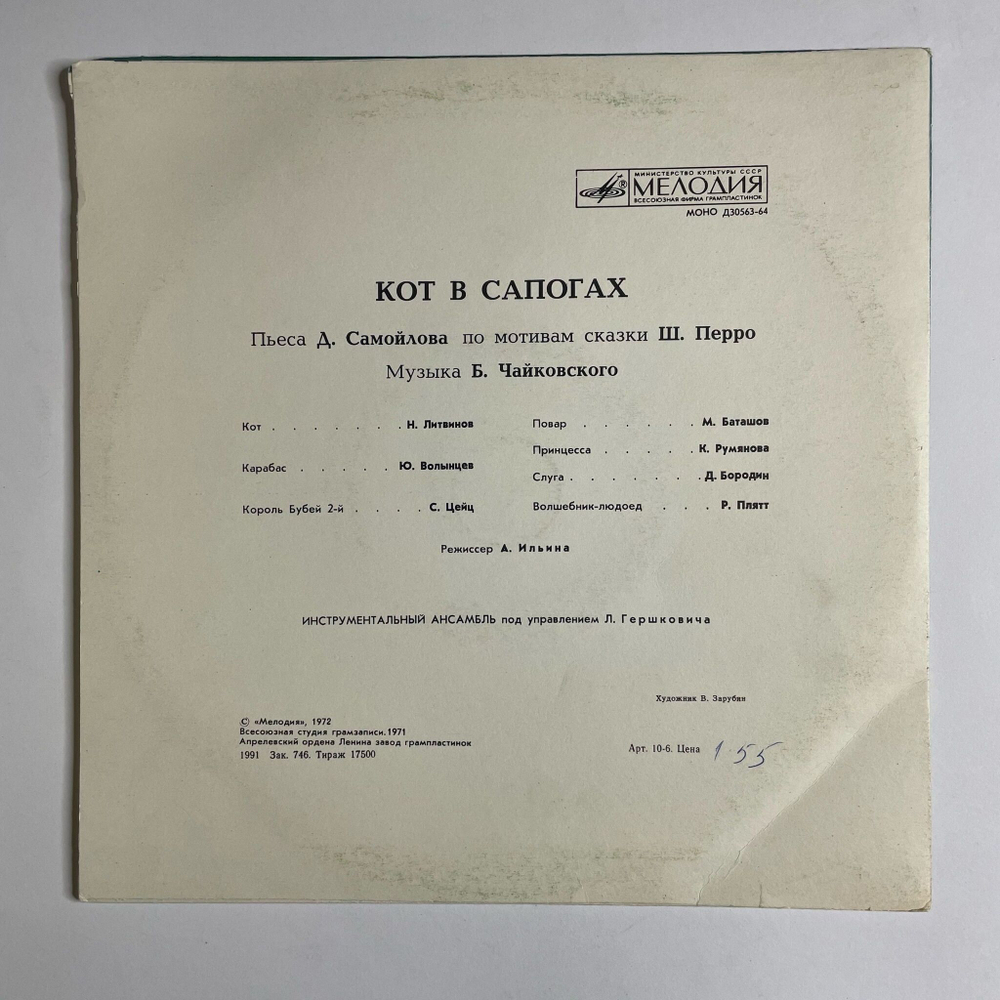 МИНИСТЕРСТВО КУЛЬТУРЫ СССР
® МЕЛОДИЯ
ВСЕСОЮЗНАЯ ФИРМА ГРАМПЛАСТИНОК
МОНО Д30563-64
КОТ В САПОГАХ
Пьеса Д. Самойлова по мотивам сказки Ш. Перро
Музыка Б. Чайковского
Кот . . . . . . . Н. Литвинов
Карабас . . . . . Ю. Волынцев
Король Бубей 2-й . . . . С. Цейц
Повар . . . . . . М. Баташов
Принцесса . . . . . К. Румянова
Слуга . . . . . . . Д. Бородин
Волшебник-людоед . . . Р. Плятт
Режиссер А. Ильина
ИНСТРУМЕНТАЛЬНЫЙ АНСАМБЛЬ под управлением Л. Гершковича
Художник В. Зарубин
© «Мелодия», 1972
Всесоюзная студия грамзаписи. 1971
Апрелевский ордена Ленина завод грампластинок
1991 Зак. 746. Тираж 17500
Арт. 10-6. Цена 1-55